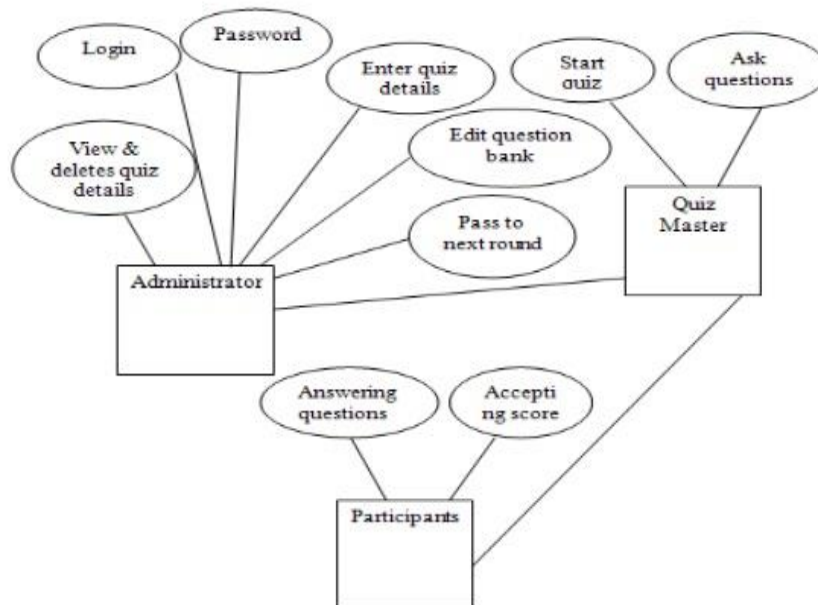 Login
Password
Enter quiz
details
Start
quiz
Ask
questions
View &
deletes quiz
details
Edit question
bank
Pass to
next round
Quiz
Master
Administrator
Answering
questions
Accepti
ng score
Participants